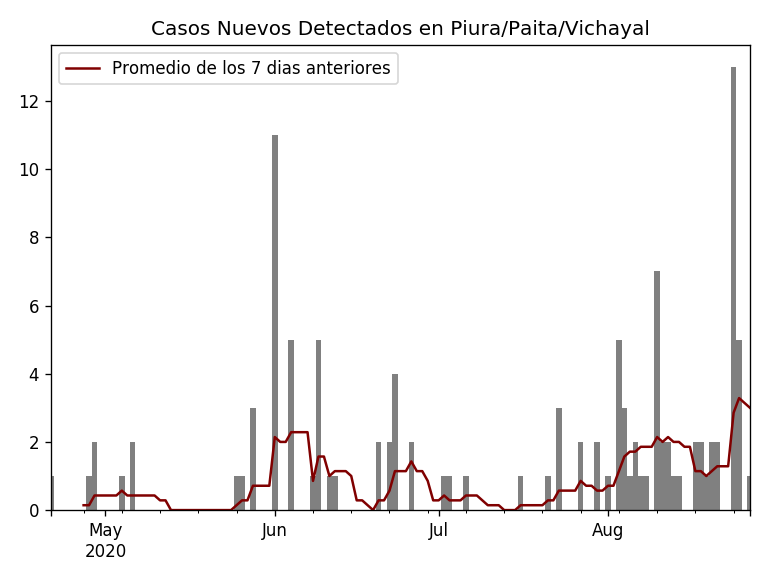 Casos Nuevos Detectados en Piura/Paita/Vichayal
Promedio de los 7 dias anteriores
12
10
8
6
4
2
0
May Jun Jul Aug
2020